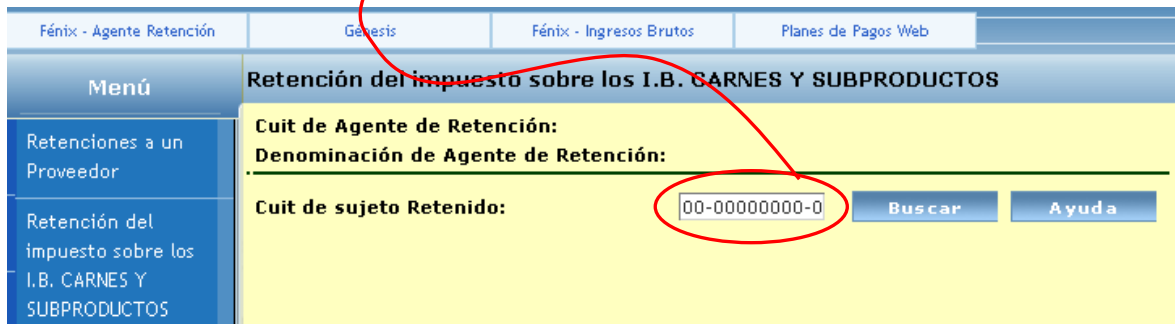 Fénix - Agente Retención
Génesis
Fénix - Ingresos Brutos
Planes de Pagos Web
Menú
Retención del impuesto sobre los I.B. CARNES Y SUBPRODUCTOS
Retenciones a un
Proveedor
Retención del
impuesto sobre los
I.B. CARNES Y
SUBPRODUCTOS
Cuit de Agente de Retención:
Denominación de Agente de Retención:
Cuit de sujeto Retenido:
00-00000000-0
Buscar
Ayuda